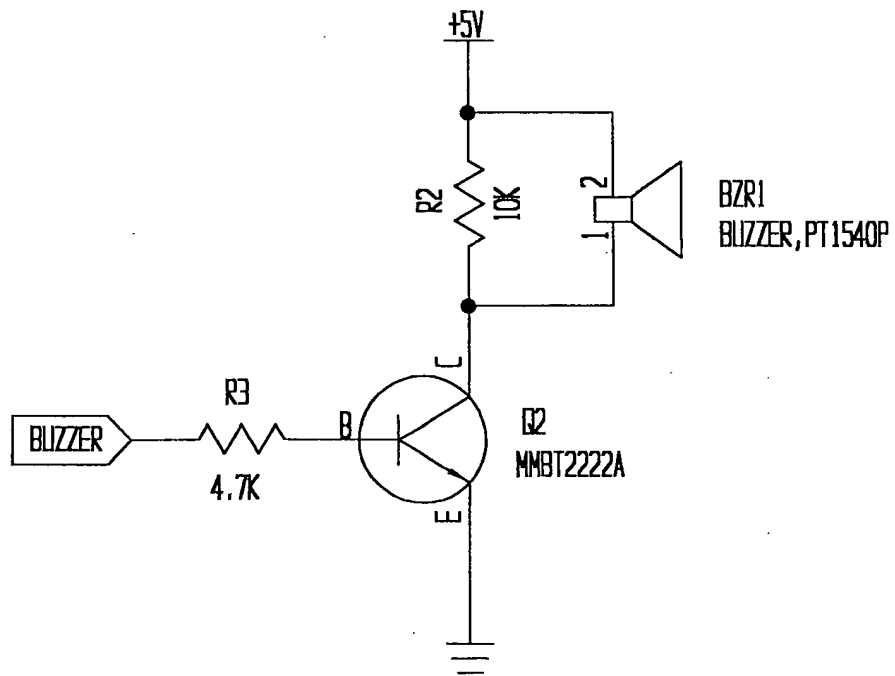 +5V
R2
10K
2
1
BZR1
BUZZER,PT1540P
C
R3
BUZZER
B
Q2
MMBT2222A
4.7K
E